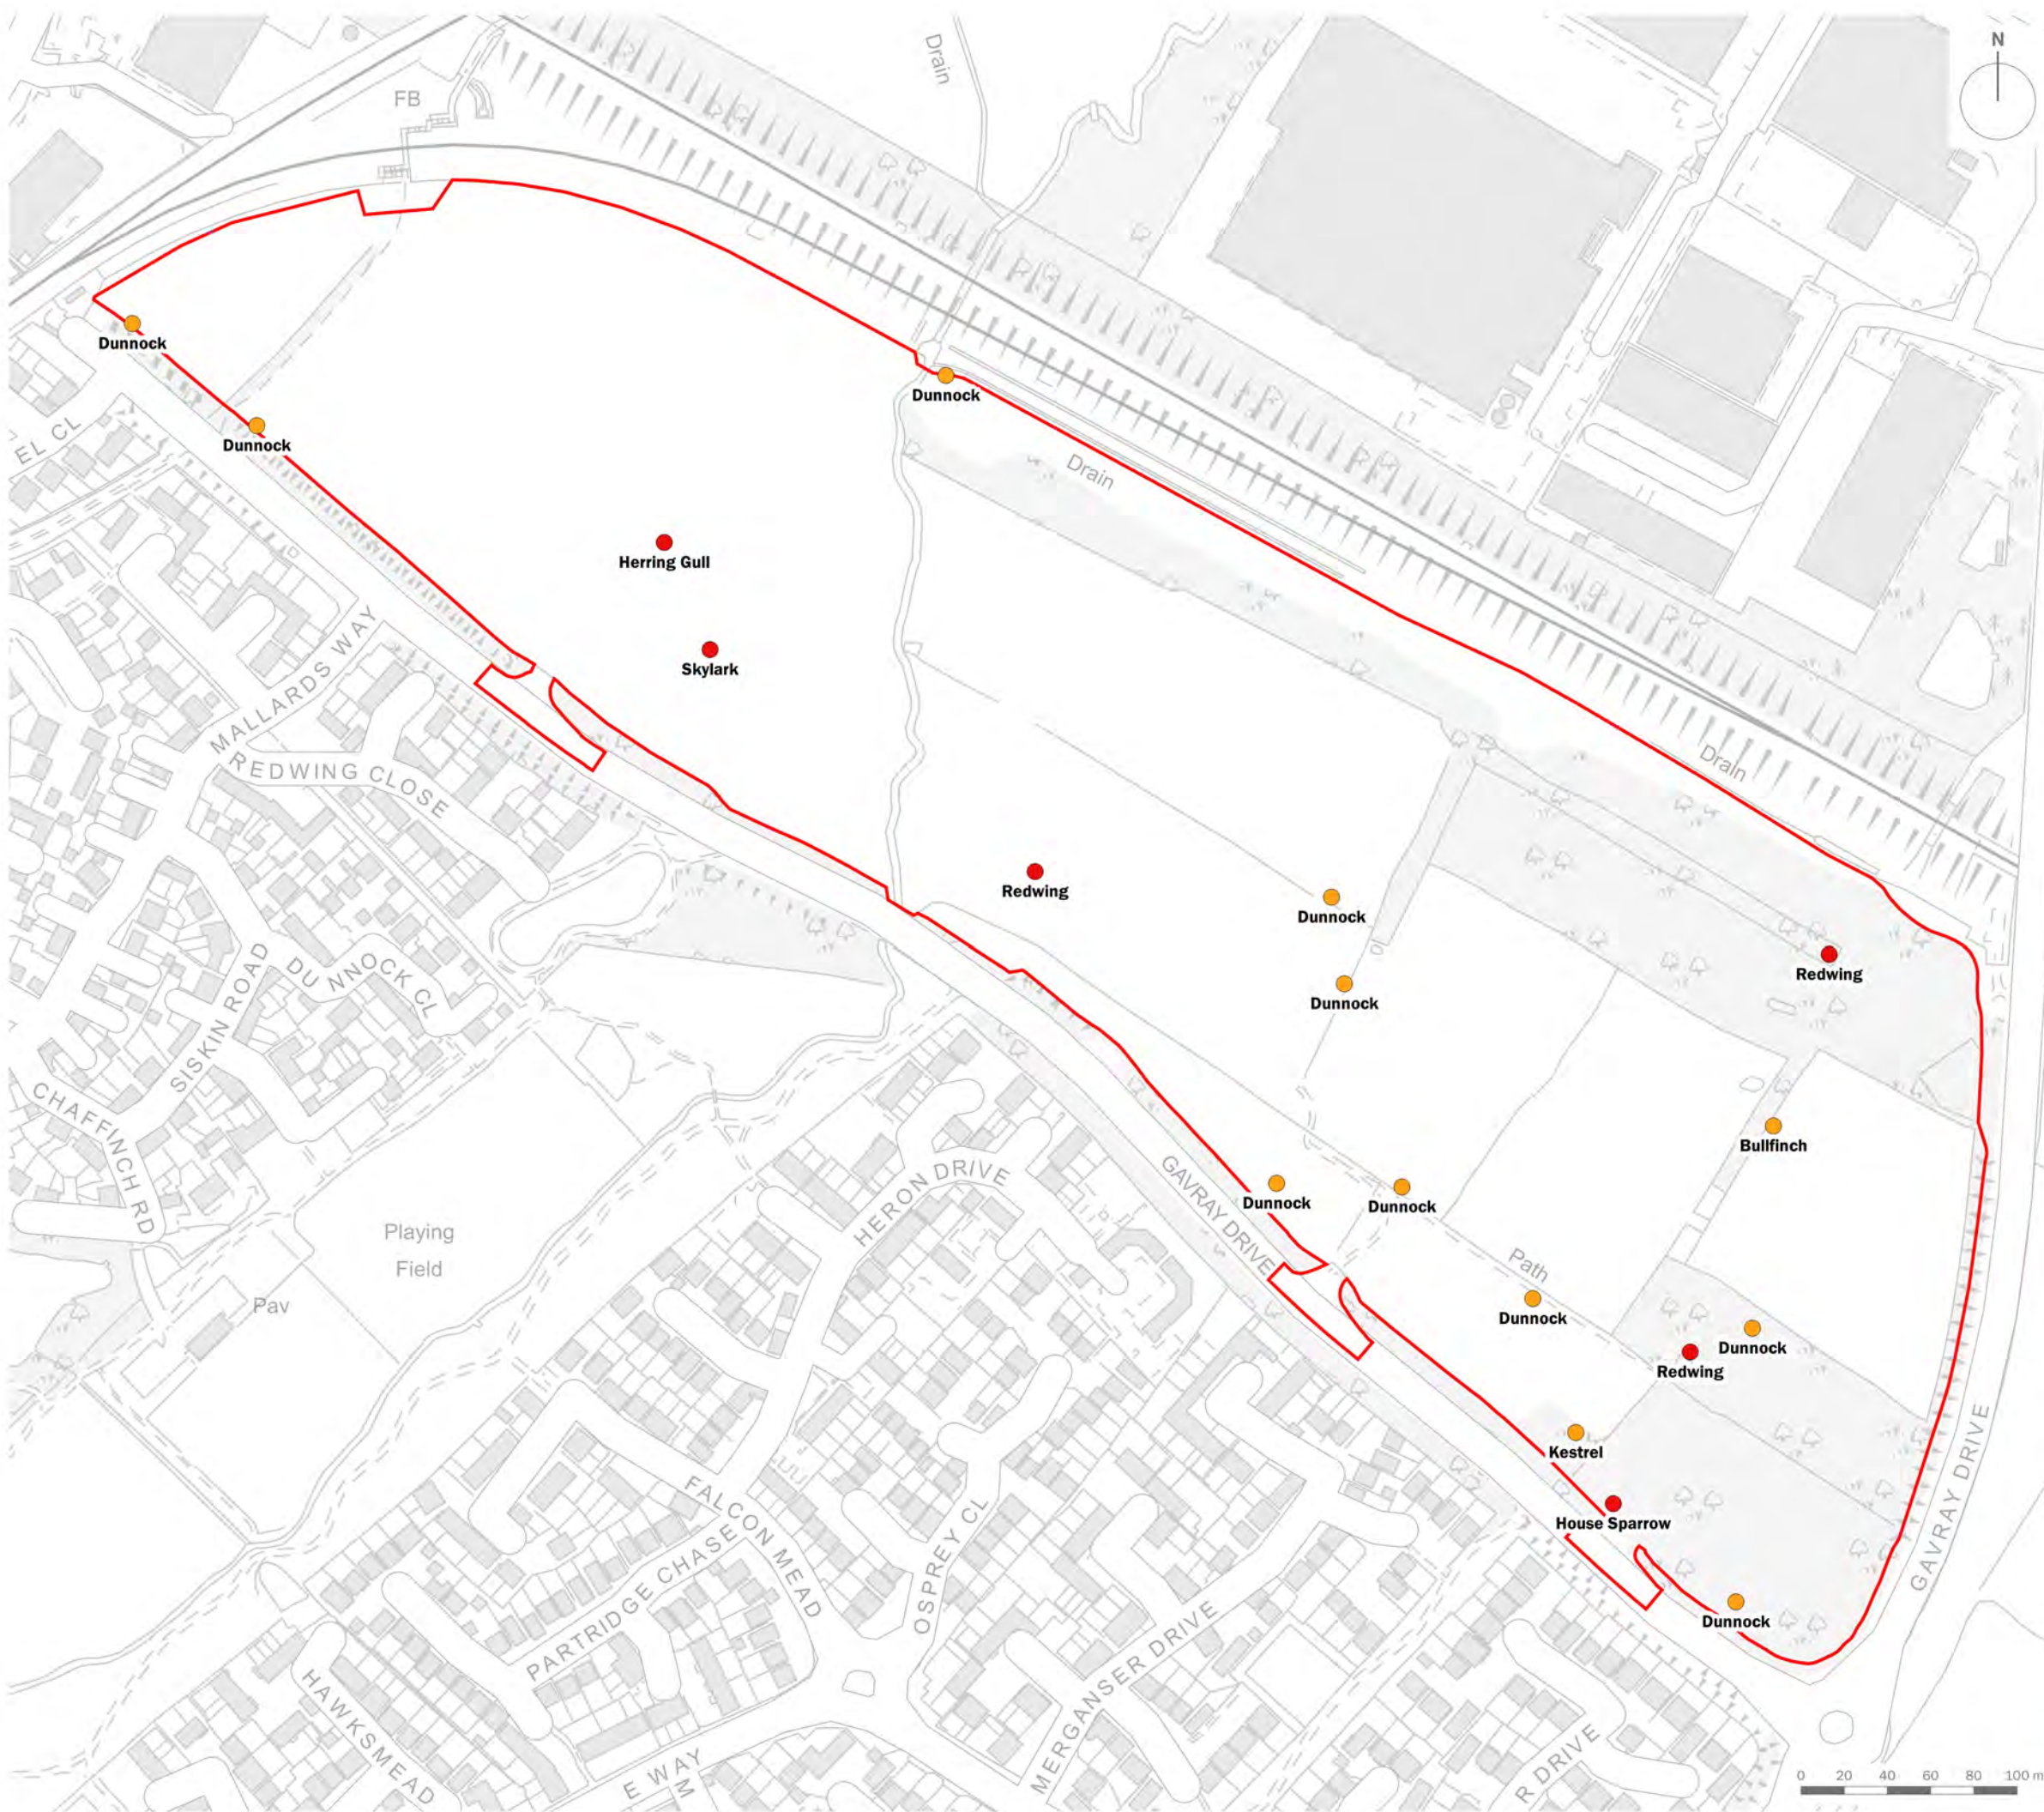 N
Drain
FB
Dunnock
Dunnock
Dunnock
EL CL
Drain
Herring Gull
Skylark
MALLARDS WAY
REDWING CLOSE
Drain
Redwing
Dunnock
Redwing
Dunnock
DUNNOCK CL
SISKIN ROAD
CHAFFINCH RD
Bullfinch
HERON DRIVE
GAVRAY DRIVE
Dunnock
Dunnock
Playing
Field
Pav
Path
Dunnock
Dunnock
Redwing
Kestrel
House Sparrow
GAVRAY DRIVE
Dunnock
FALCON MEAD
PARTRIDGE CHASE
OSPREY CL
MERGANSER DRIVE
HAWKSMEAD
E WAY
M
R DRIVE
0 20 40 60 80 100 m